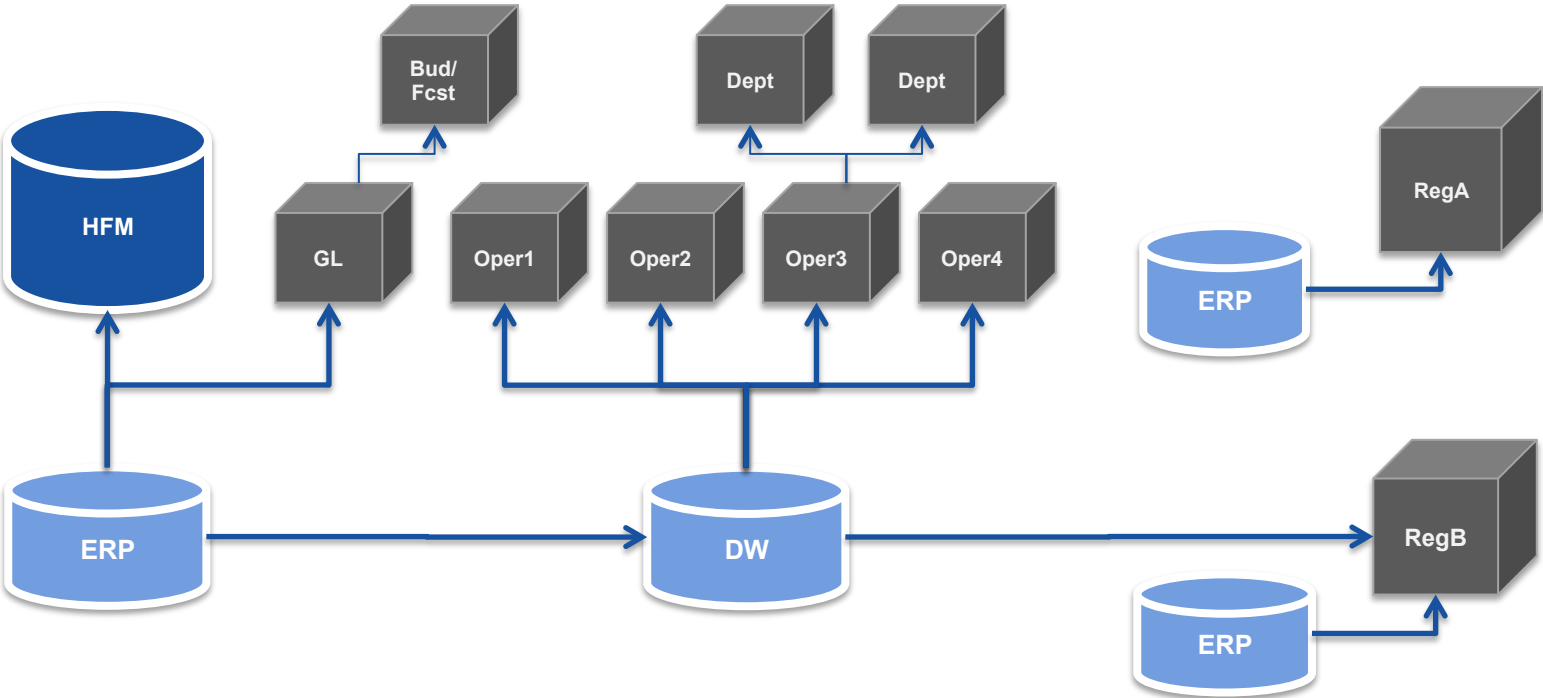 Bud/
Fcst
Dept
Dept
HFM
GL
Oper1
Oper2
Oper3
Oper4
RegA
ERP
ERP
DW
RegB
ERP